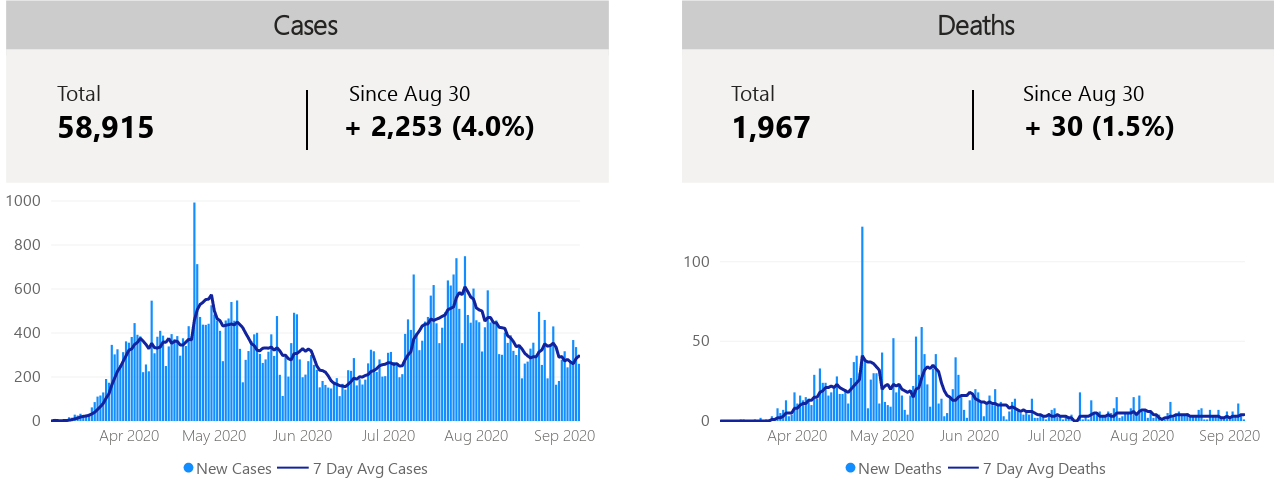 Cases
Total
58,915
Since Aug 30
+ 2,253 (4.0%)
1000
800
600
400
200
0
Apr 2020 May 2020 Jun 2020 Jul 2020 Aug 2020 Sep 2020
New Cases 7 Day Avg Cases
Deaths
Total
1,967
Since Aug 30
+ 30 (1.5%)
100
50
0
Apr 2020 May 2020 Jun 2020 Jul 2020 Aug 2020 Sep 2020
New Deaths 7 Day Avg Deaths